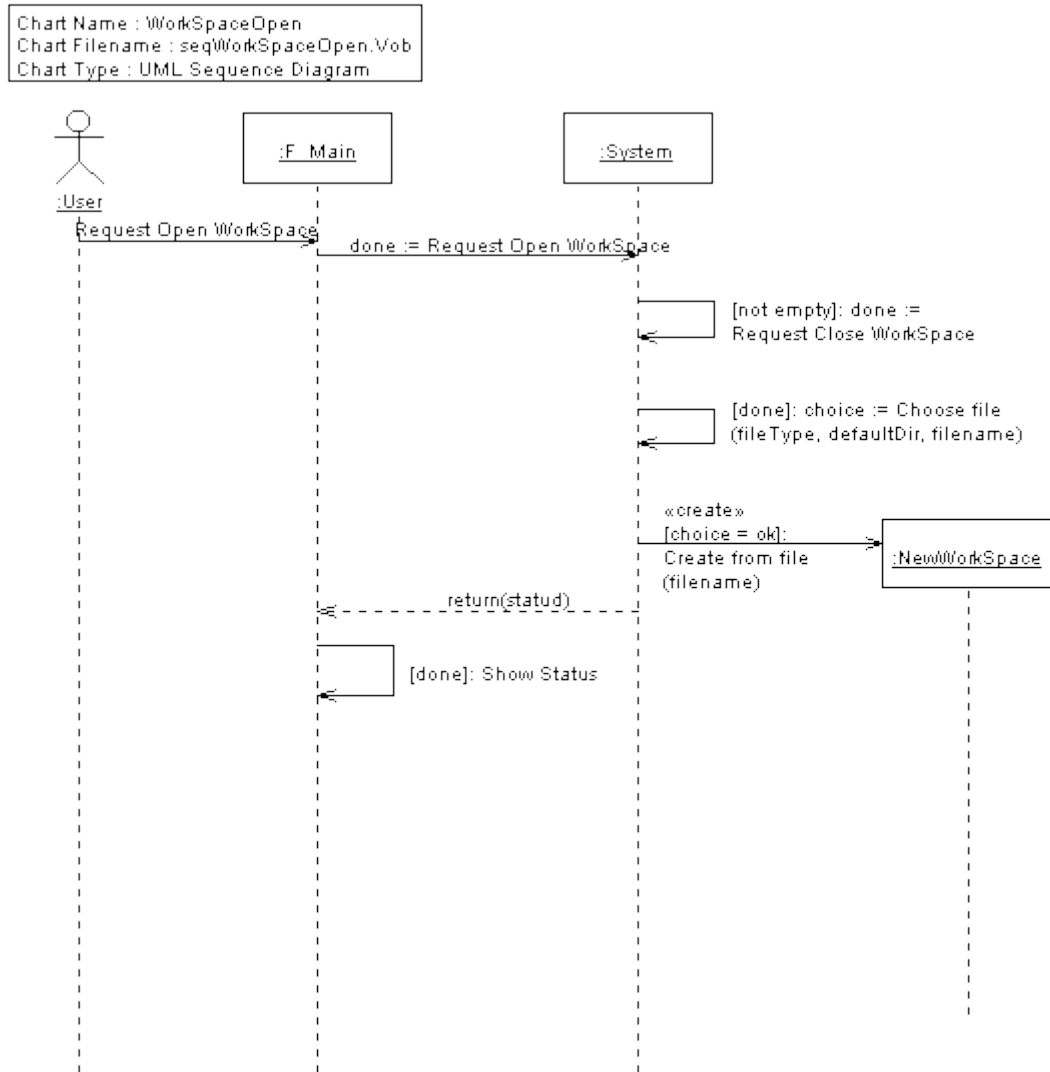 Chart Name : WorkSpaceOpen
Chart Filename : seqWorkSpaceOpen.Vob
Chart Type : UML Sequence Diagram
:F_Main
:System
:User
Request Open WorkSpace
done := Request Open WorkSpace
[not empty]: done :=
Request Close WorkSpace
[done]: choice := Choose file
(fileType, defaultDir, filename)
«create»
[choice = ok]:
Create from file
(filename)
:NewWorkSpace
return(statud)
[done]: Show Status